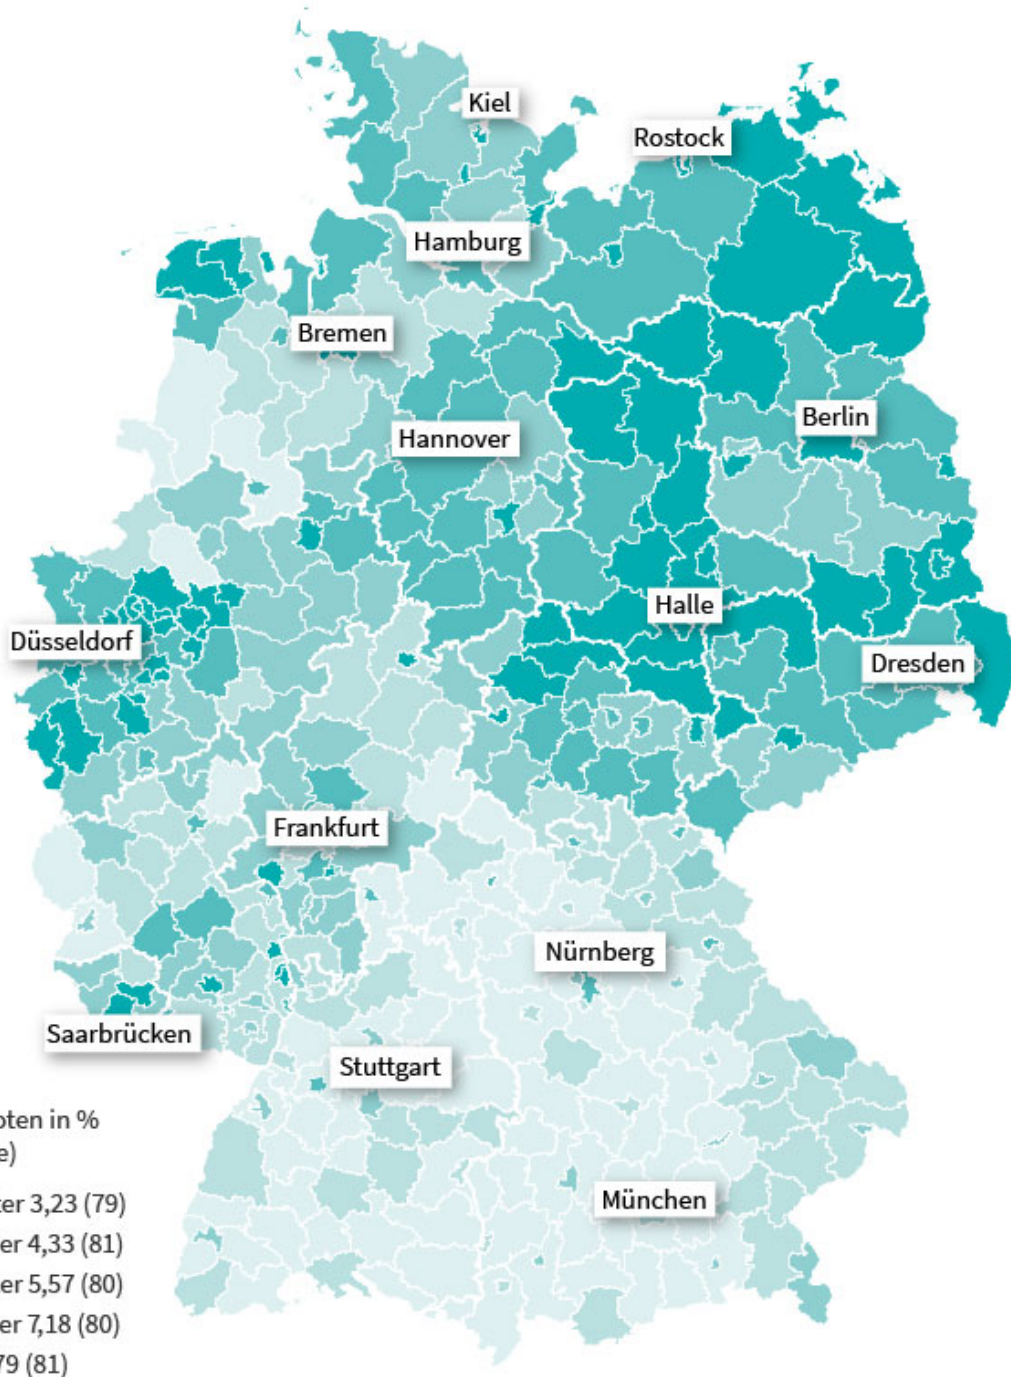 Kiel
Rostock
Hamburg
Bremen
Berlin
Hannover
Halle
Düsseldorf
Dresden
Frankfurt
Nürnberg
Saarbrücken
Stuttgart
München
oten in %
e)
er 3,23 (79)
er 4,33 (81)
er 5,57 (80)
er 7,18 (80)
79 (81)